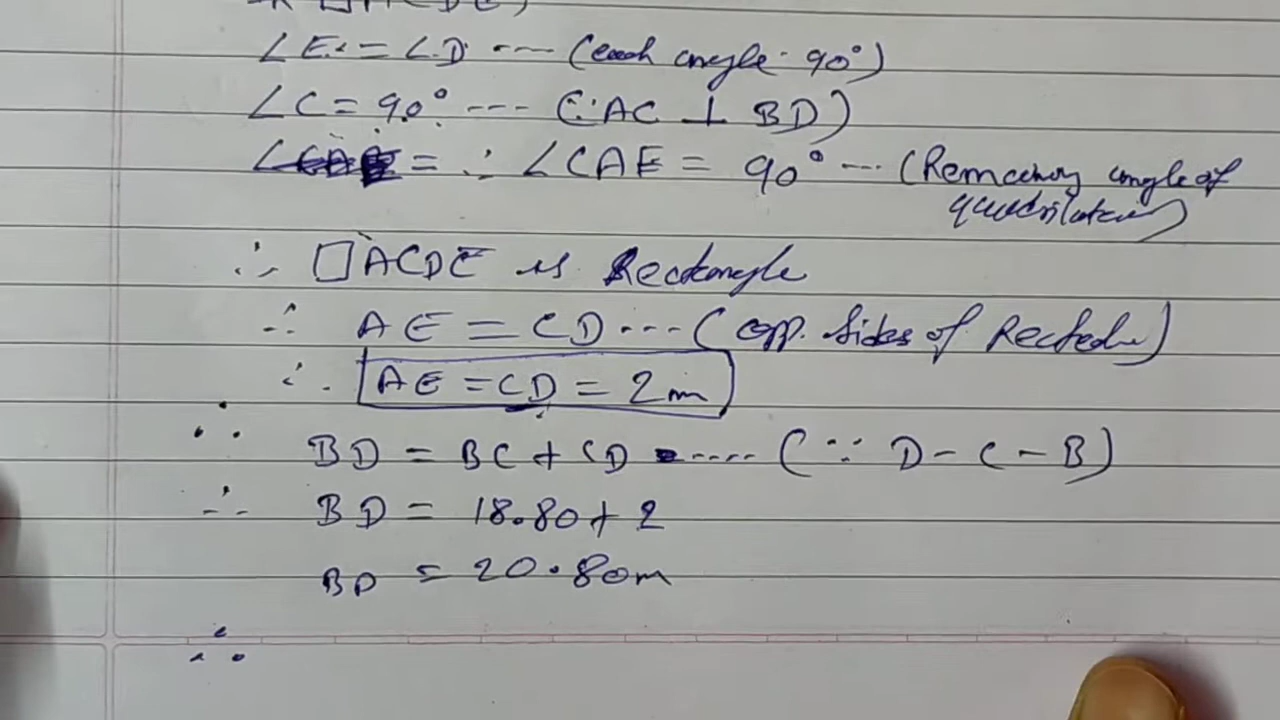 □ACDE,
∠E = ∠D ---- (each angle 90°)
∠C = 90° ---- (∵ AC ⊥ BD)
∠ = ∴ ∠CAE = 90° ---- (Remaining angle of
quadrilateral)
∴ □ACDE is Rectangle
∴ AE = CD ---- (opp. sides of
∴ AE = CD = 2m
∴ BD = BC + CD ---- (∵ D-C-B)
∴ BD = 18.80 + 2
BD = 20.80m
∴